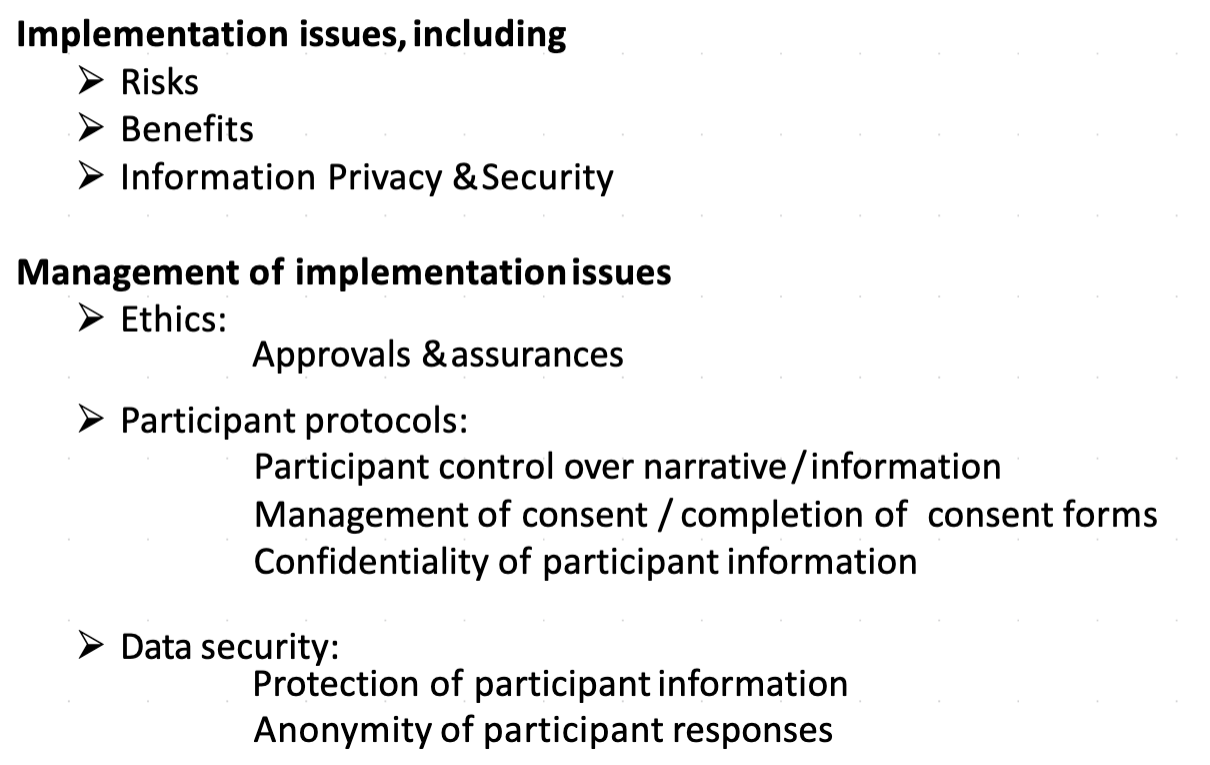 Implementation issues, including
➢ Risks
➢ Benefits
➢ Information Privacy & Security
Management of implementation issues
➢ Ethics:
Approvals & assurances
➢ Participant protocols:
Participant control over narrative / information
Management of consent / completion of consent forms
Confidentiality of participant information
➢ Data security:
Protection of participant information
Anonymity of participant responses